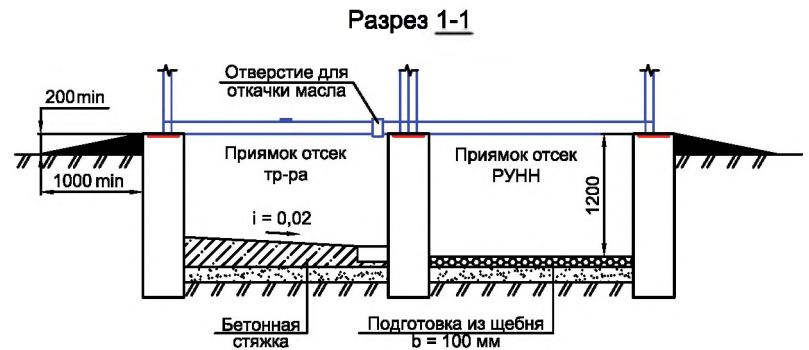 Разрез 1-1
Отверстие для
откачки масла
200min
Приямок отсек
тр-ра
Приямок отсек
РУНН
1000 min
1200
i = 0,02
Бетонная
стяжка
Подготовка из щебня
b = 100 мм